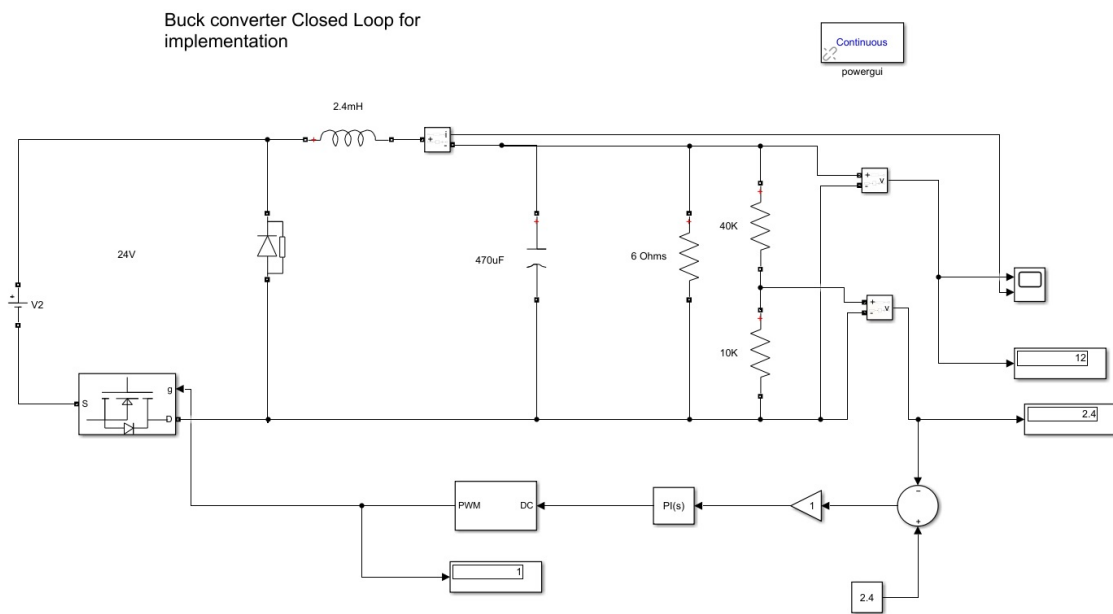 Buck converter Closed Loop for
implementation
Continuous
powergui
2.4mH
+
i
-
+
v
-
24V
470uF
6 Ohms
40K
+
V2
+
v
-
10K
12
g
S
D
2.4
PWM
DC
PI(s)
1
-
+
1
2.4